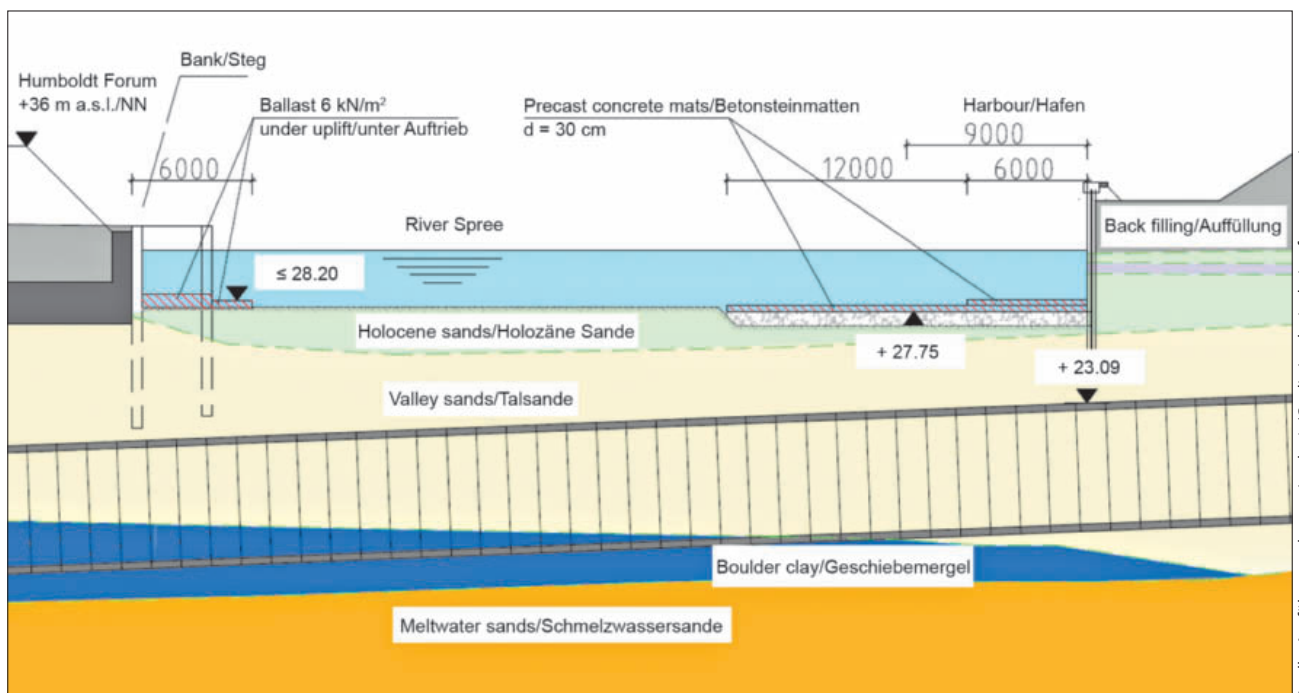 Bank/Steg
Humboldt Forum
+36 m a.s.l./NN
Ballast 6 kN/m²
under uplift/unter Auftrieb
Precast concrete mats/Betonsteinmatten
d = 30 cm
Harbour/Hafen
9000
6000
12000
6000
River Spree
Back filling/Auffüllung
≤ 28.20
Holocene sands/Holozäne Sande
+ 27.75
+ 23.09
Valley sands/Talsande
Boulder clay/Geschiebemergel
Meltwater sands/Schmelzwassersande